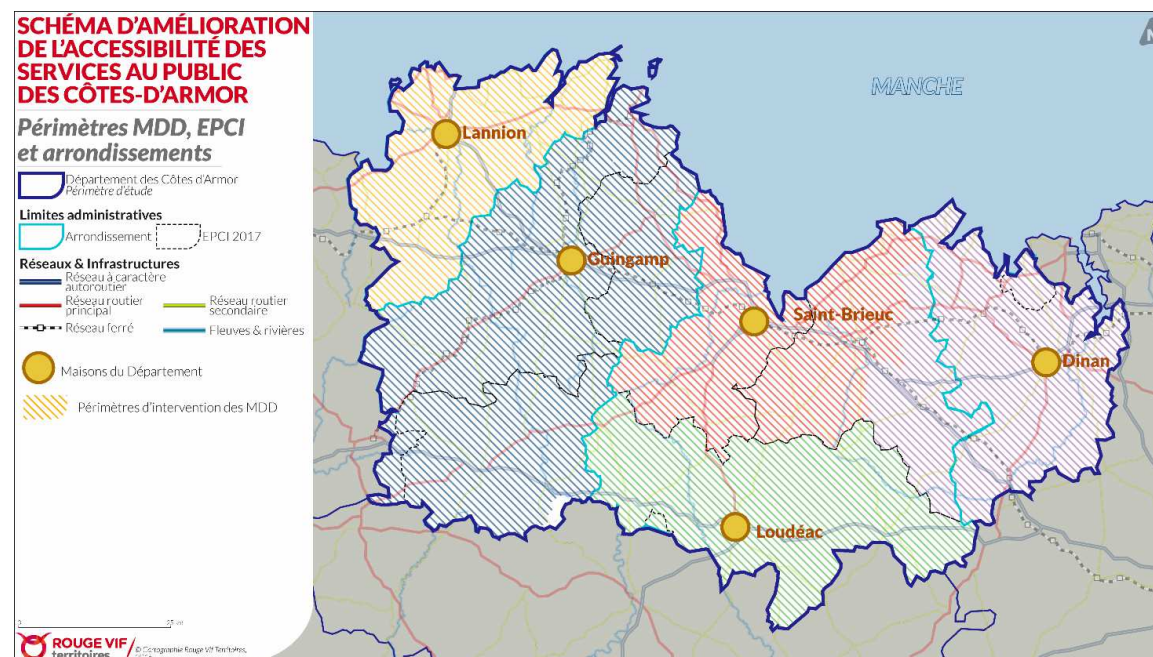 SCHÉMA D'AMÉLIORATION
DE L'ACCESSIBILITÉ DES
SERVICES AU PUBLIC
DES CÔTES-D'ARMOR
Périmètres MDD, EPCI
et arrondissements
Département des Côtes d'Armor
Périmètre d'étude
Limites administratives
Arrondissement
EPCI 2017
Réseaux & Infrastructures
Réseau à caractère
autoroutier
Réseau routier
principal
Réseau routier
secondaire
Réseau ferré
Fleuves & rivières
Maisons du Département
Périmètres d'intervention des MDD
ROUGE VIF
territoires
© Cartographie Rouge Vif Territoires,
MANCHE
Lannion
Guingamp
Saint-Brieuc
Dinan
Loudéac
N